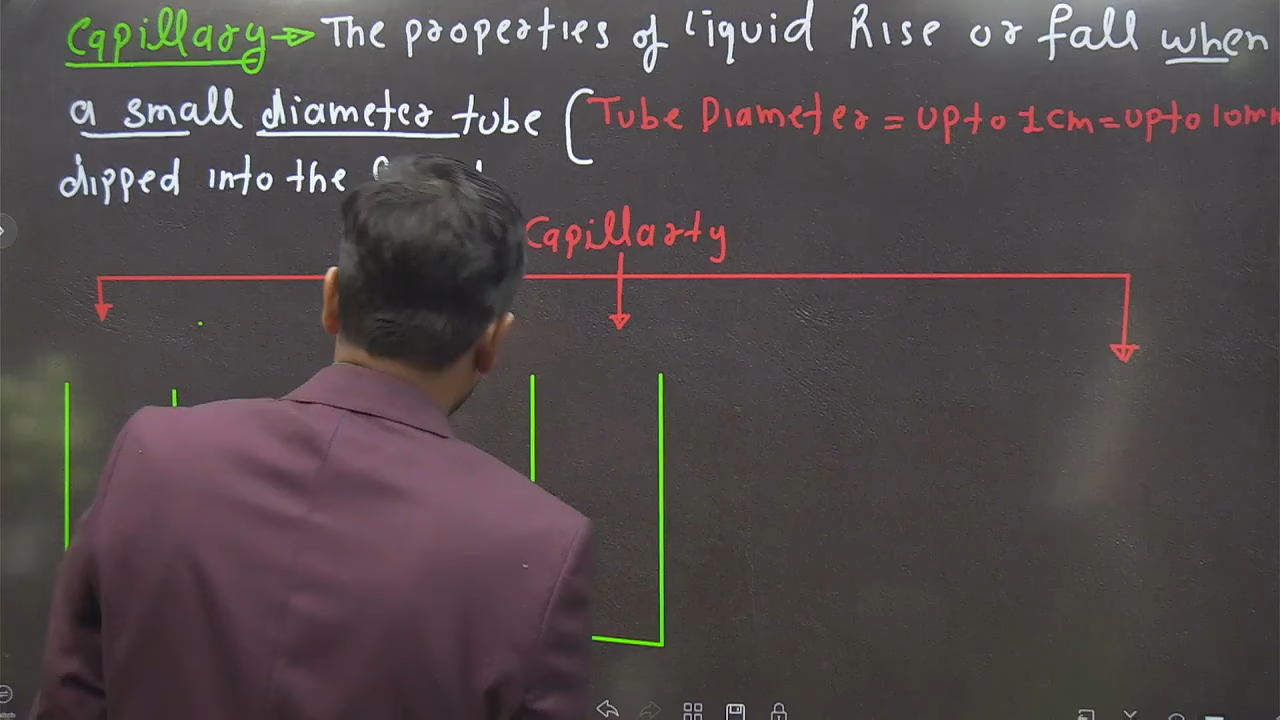 Capillary → The properties of Liquid Rise or fall when
a small diameter tube (Tube Diameter = upto 1cm = upto 10m
dipped into the
Capillarty